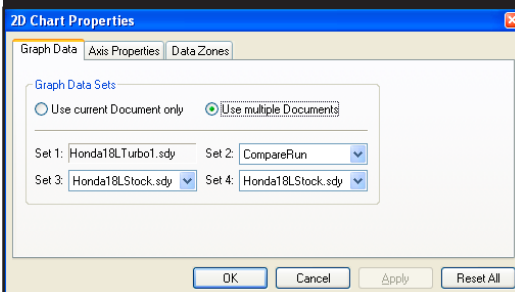 2D Chart Properties
Graph Data Axis Properties Data Zones
Graph Data Sets
Use current Document only Use multiple Documents
Set 1: Honda18LTurbo1.sdy Set 2: CompareRun
Set 3: Honda18LStock.sdy Set 4: Honda18LStock.sdy
OK Cancel Apply Reset All